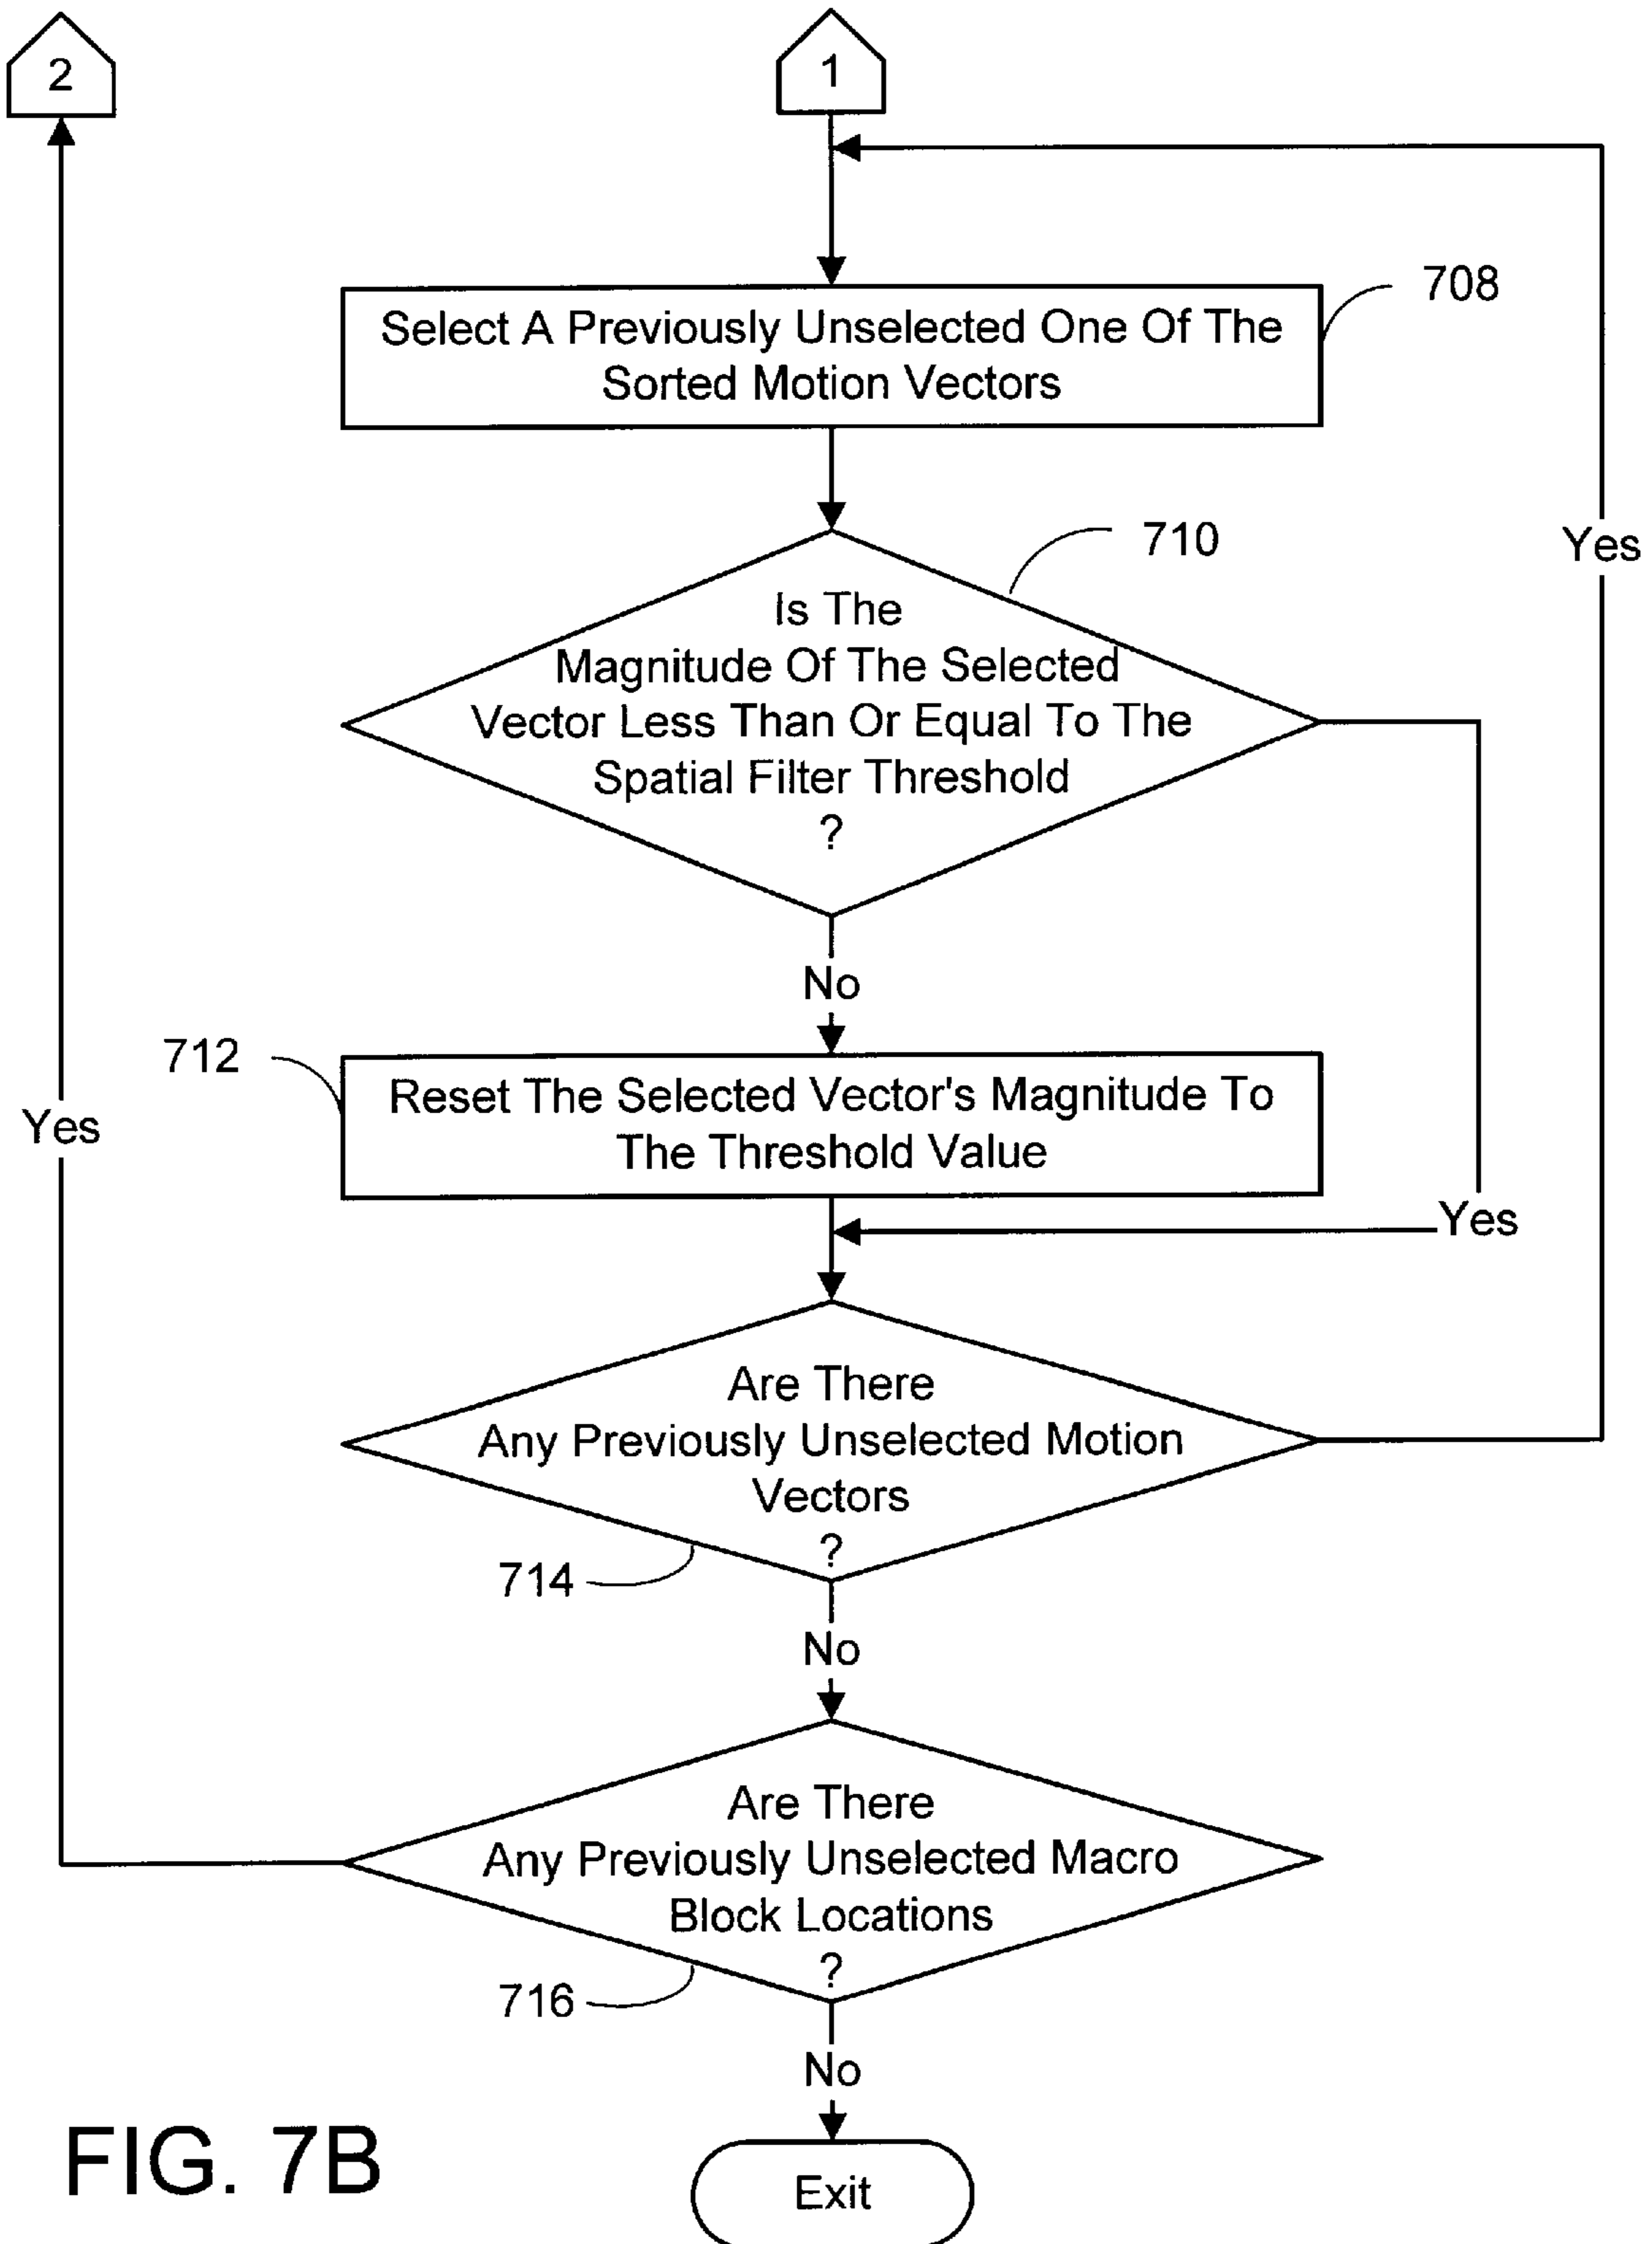 2
1
708
Select A Previously Unselected One Of The
Sorted Motion Vectors
710
Is The
Magnitude Of The Selected
Vector Less Than Or Equal To The
Spatial Filter Threshold
?
Yes
No
712
Reset The Selected Vector's Magnitude To
The Threshold Value
Yes
Yes
Are There
Any Previously Unselected Motion
Vectors
?
714
No
Are There
Any Previously Unselected Macro
Block Locations
?
716
No
Exit
FIG. 7B